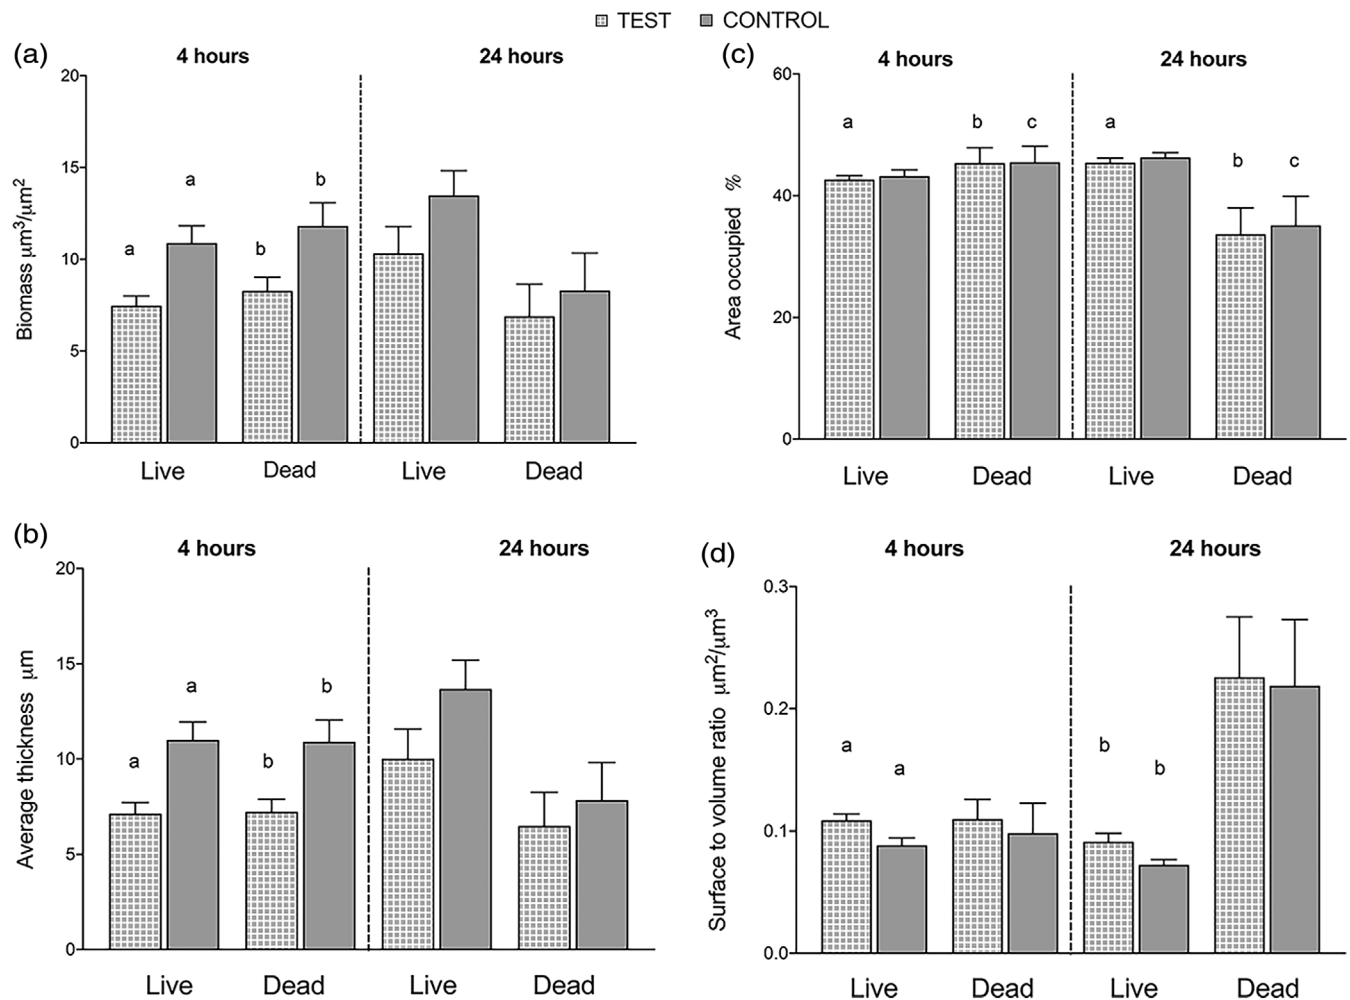 TEST CONTROL
(a)
4 hours 24 hours
Biomass μm³/μm²
20
15
10
5
0
a a b b
Live Dead Live Dead
(c)
4 hours 24 hours
Area occupied %
60
40
20
0
a b c a b c
Live Dead Live Dead
(b)
4 hours 24 hours
Average thickness μm
20
15
10
5
0
a a b b
Live Dead Live Dead
(d)
4 hours 24 hours
Surface to volume ratio μm²/μm³
0.3
0.2
0.1
0.0
a a b b
Live Dead Live Dead